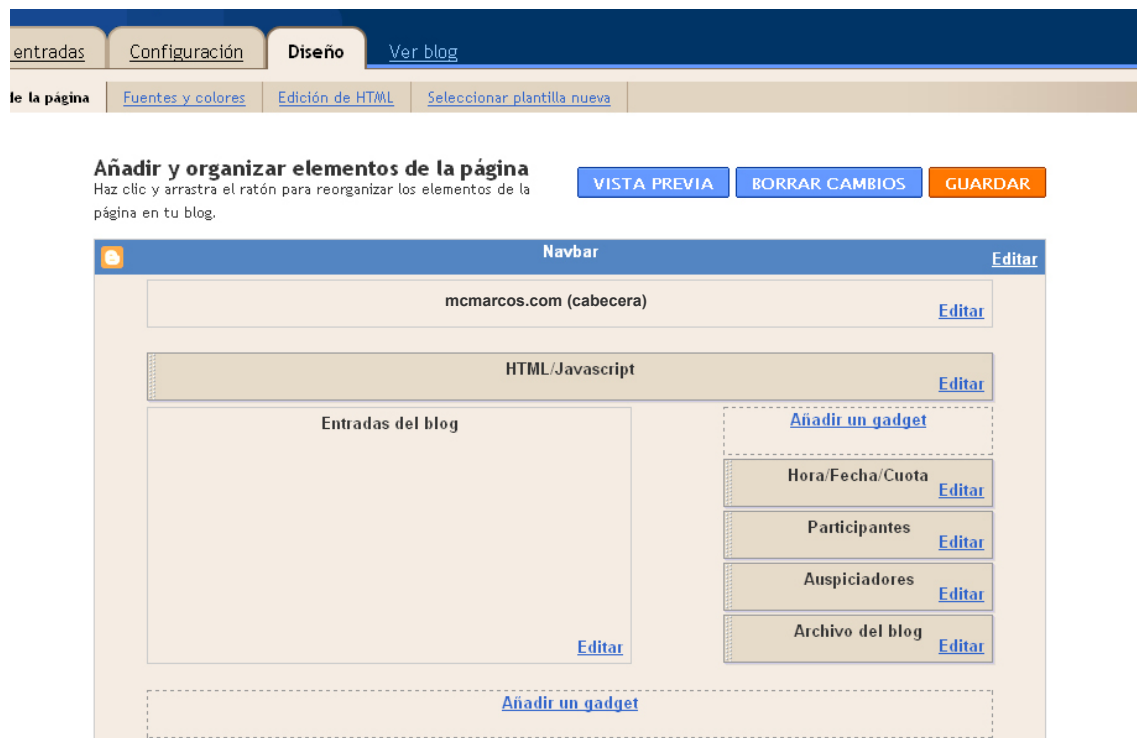 entradas Configuración Diseño Ver blog
de la página Fuentes y colores Edición de HTML Seleccionar plantilla nueva
Añadir y organizar elementos de la página
Haz clic y arrastra el ratón para reorganizar los elementos de la
página en tu blog.
VISTA PREVIA BORRAR CAMBIOS GUARDAR
Navbar
Editar
mcmarcos.com (cabecera)
Editar
HTML/Javascript
Editar
Entradas del blog
Editar
Añadir un gadget
Hora/Fecha/Cuota
Editar
Participantes
Editar
Auspiciadores
Editar
Archivo del blog
Editar
Añadir un gadget